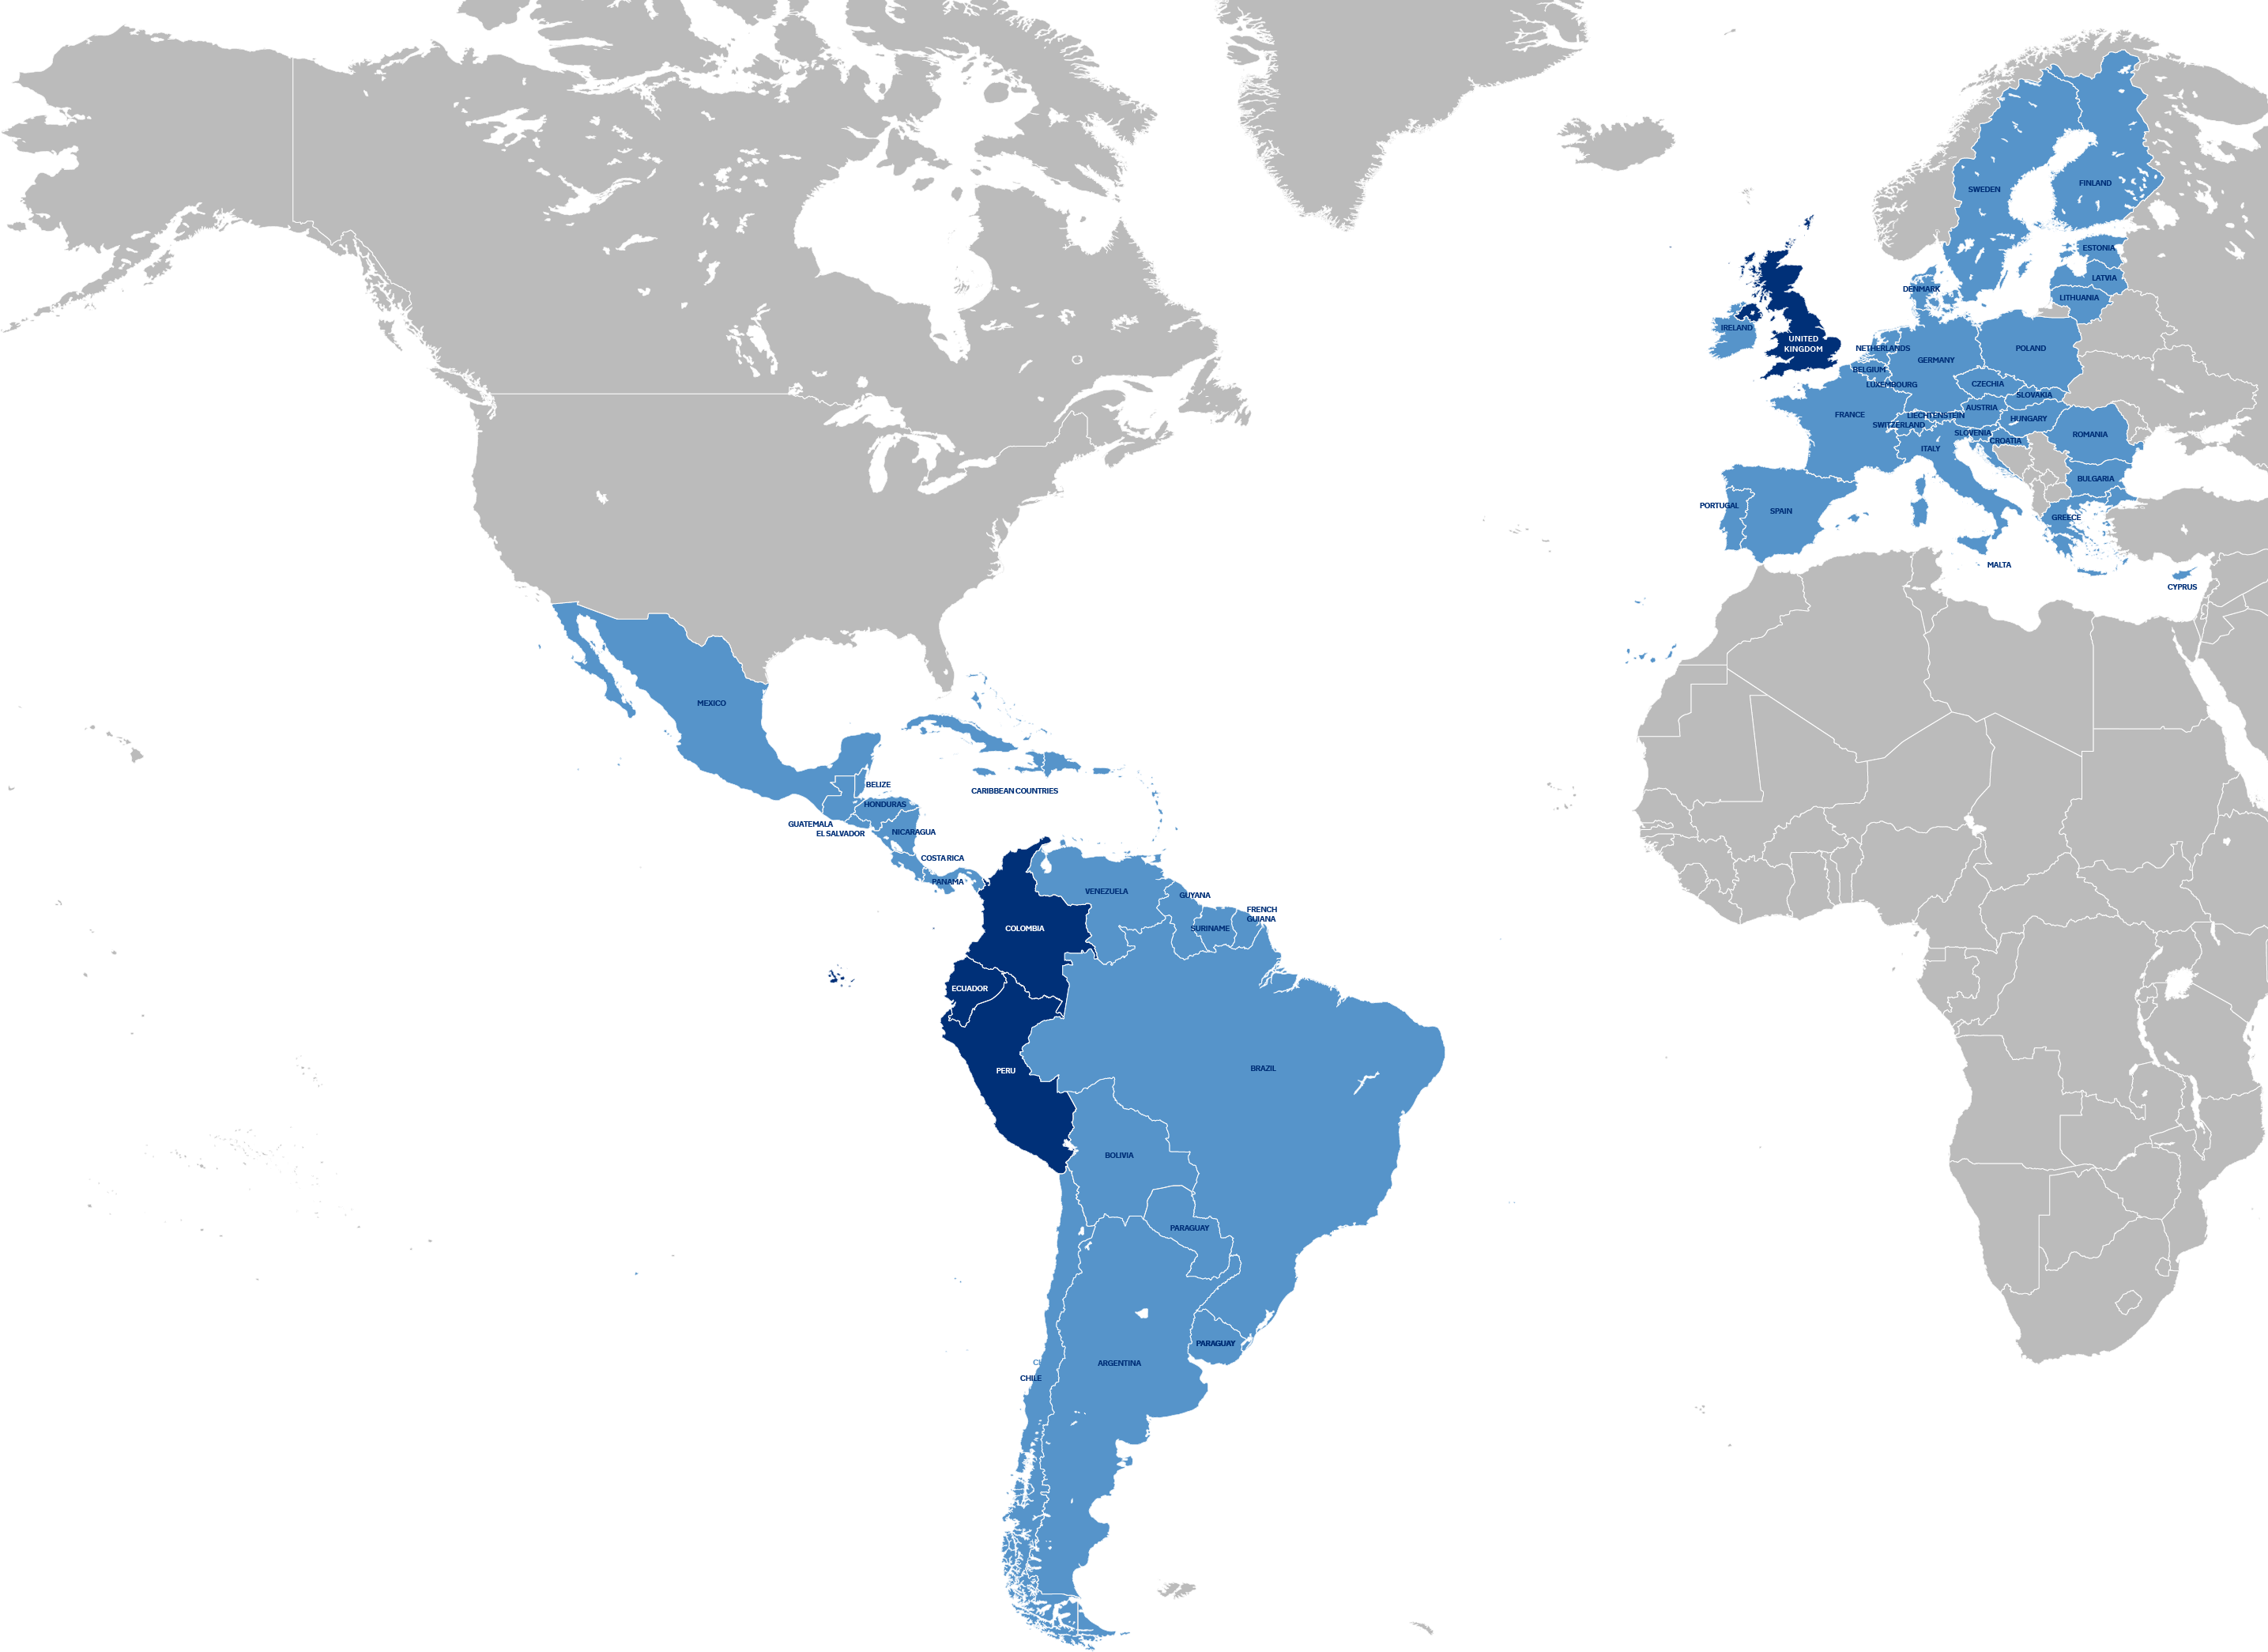 SWEDEN
FINLAND
ESTONIA
LATVIA
DENMARK
LITHUANIA
IRELAND
UNITED
KINGDOM
NETHERLANDS
POLAND
GERMANY
BELGIUM
LUXEMBOURG
CZECHIA
SLOVAKIA
FRANCE
LIECHTENSTEIN
AUSTRIA
HUNGARY
SWITZERLAND
SLOVENIA
ROMANIA
CROATIA
ITALY
BULGARIA
PORTUGAL
SPAIN
GREECE
MALTA
CYPRUS
MEXICO
BELIZE
CARIBBEAN COUNTRIES
HONDURAS
GUATEMALA
EL SALVADOR
NICARAGUA
COSTA RICA
PANAMA
VENEZUELA
GUYANA
FRENCH
GUIANA
COLOMBIA
SURINAME
ECUADOR
PERU
BRAZIL
BOLIVIA
PARAGUAY
PARAGUAY
CI
ARGENTINA
CHILE